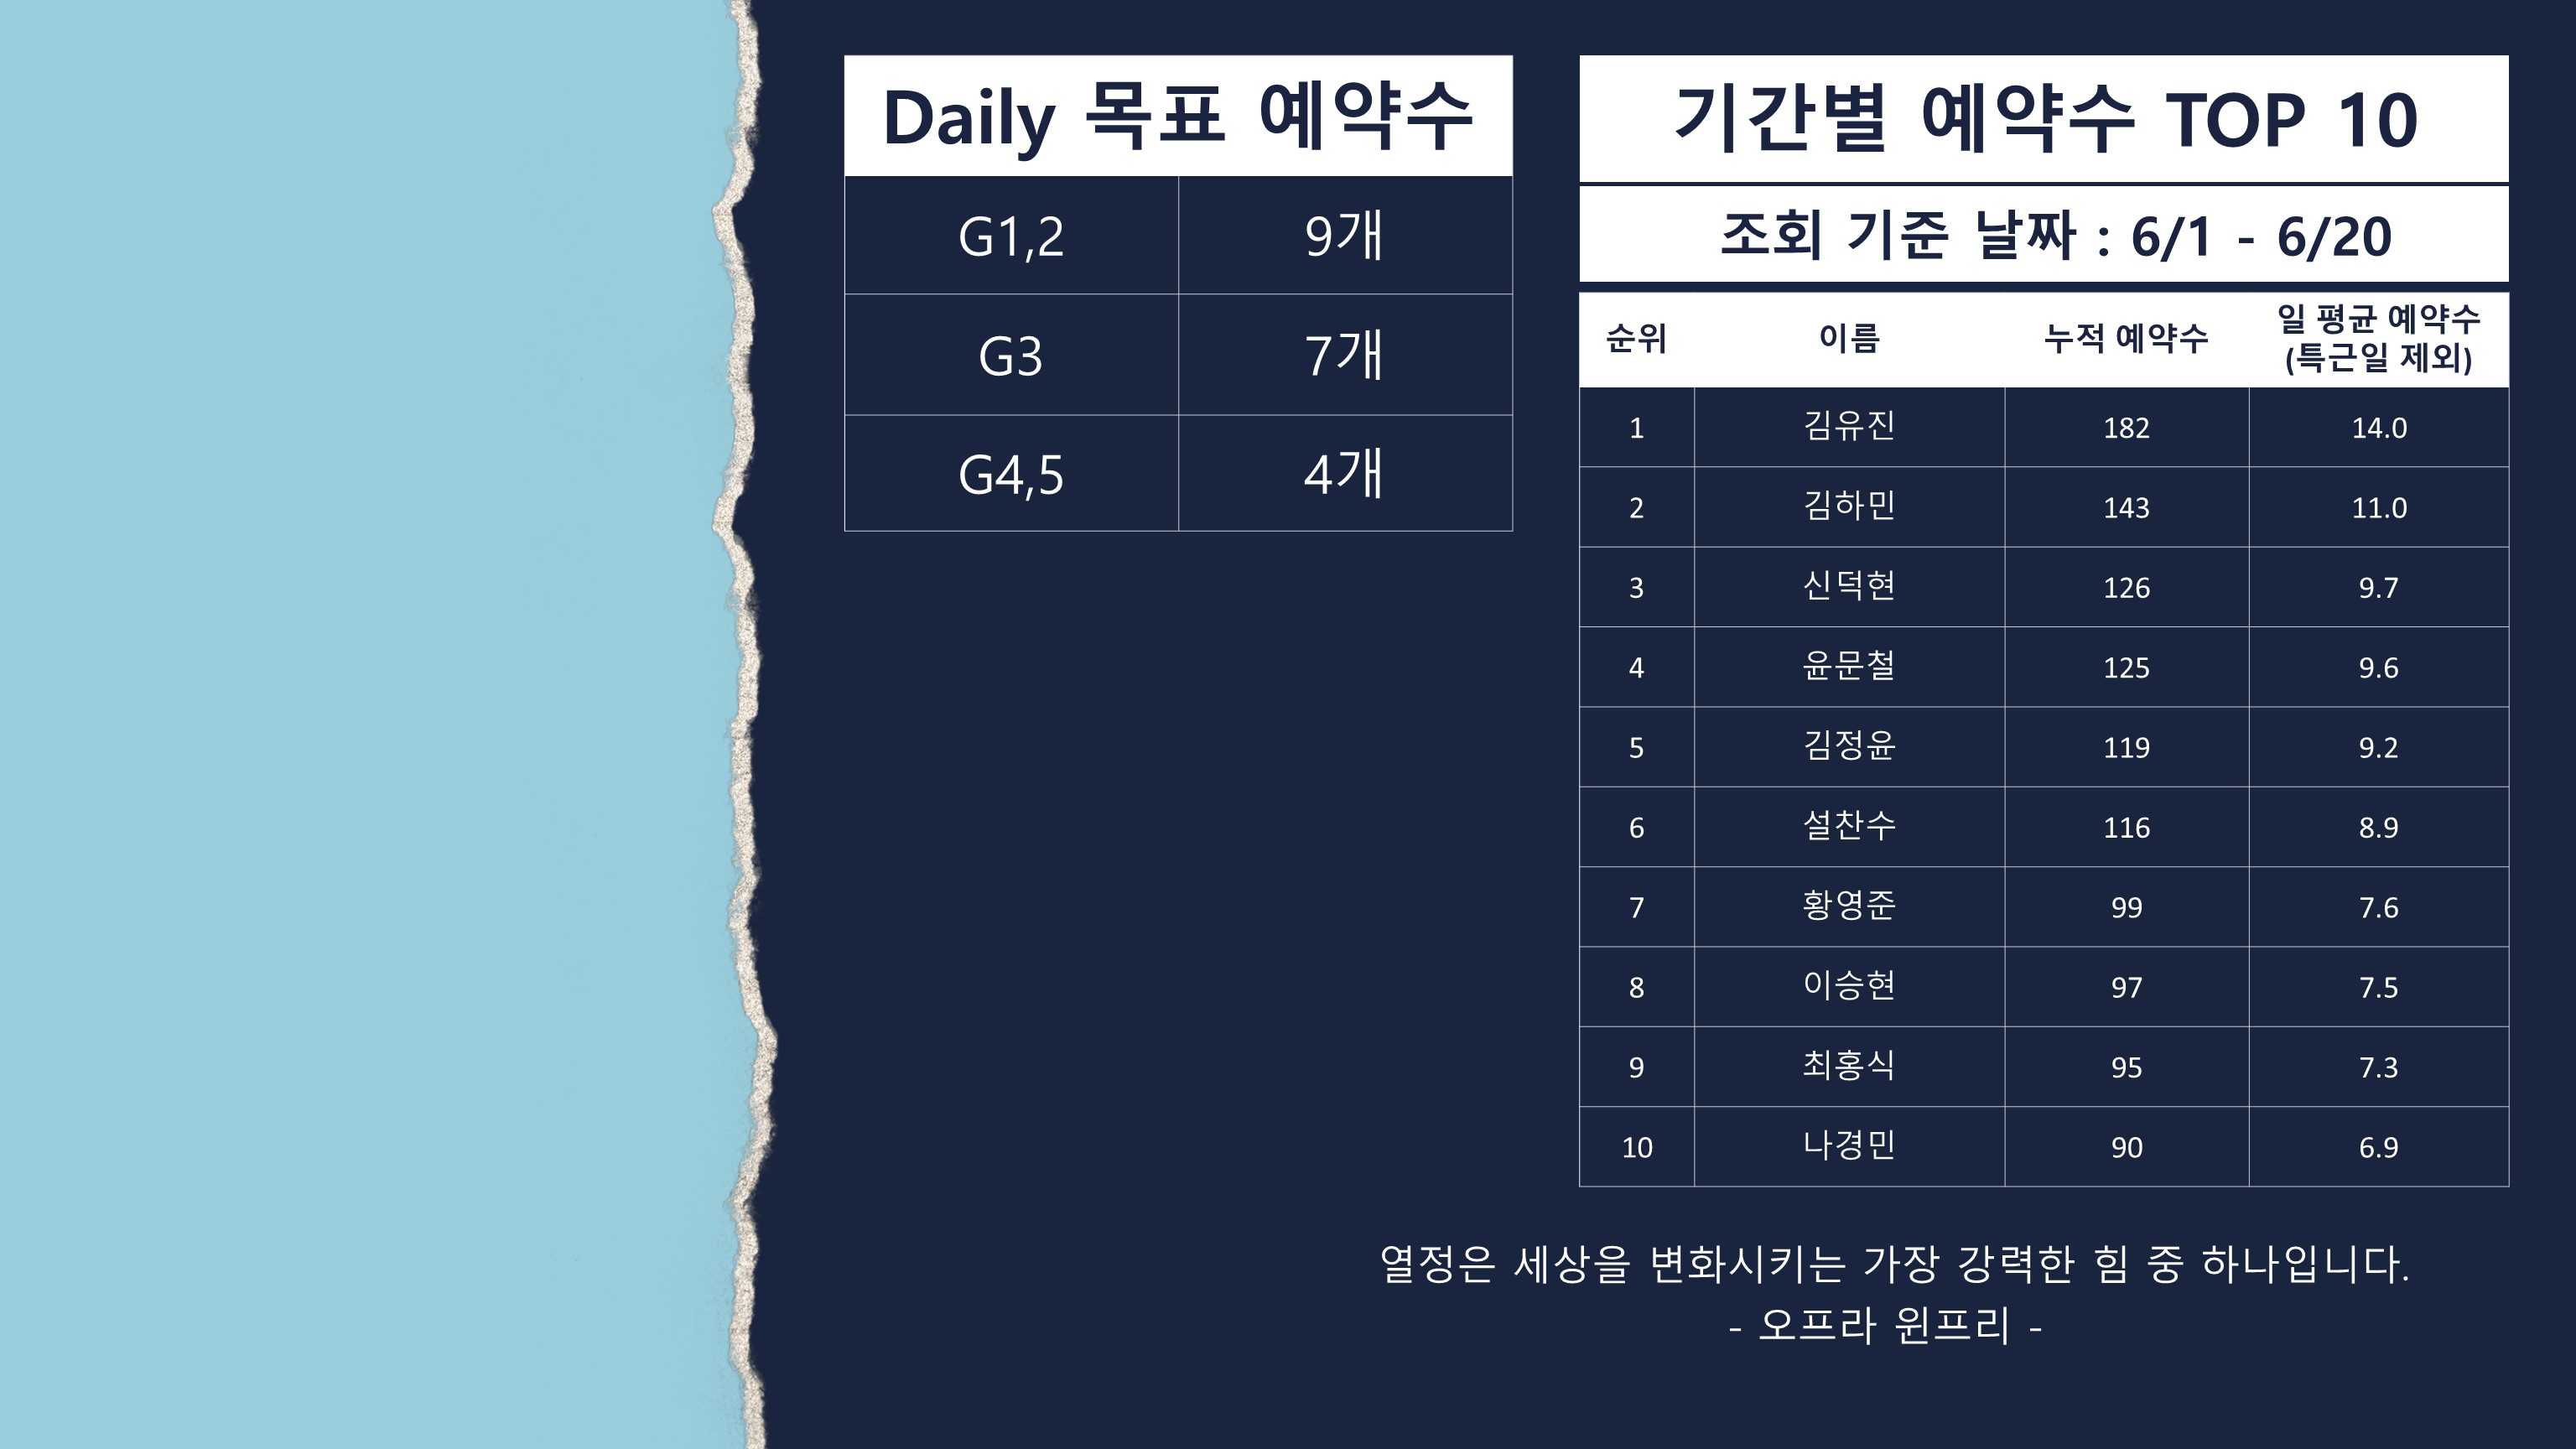 Daily 목표 예약수
G1,2 9개
G3 7개
G4,5 4개
기간별 예약수 TOP 10
조회 기준 날짜 : 6/1 - 6/20
순위 이름 누적 예약수 일 평균 예약수
(특근일 제외)
1 김유진 182 14.0
2 김하민 143 11.0
3 신덕현 126 9.7
4 윤문철 125 9.6
5 김정윤 119 9.2
6 설찬수 116 8.9
7 황영준 99 7.6
8 이승현 97 7.5
9 최홍식 95 7.3
10 나경민 90 6.9
열정은 세상을 변화시키는 가장 강력한 힘 중 하나입니다.
- 오프라 윈프리 -